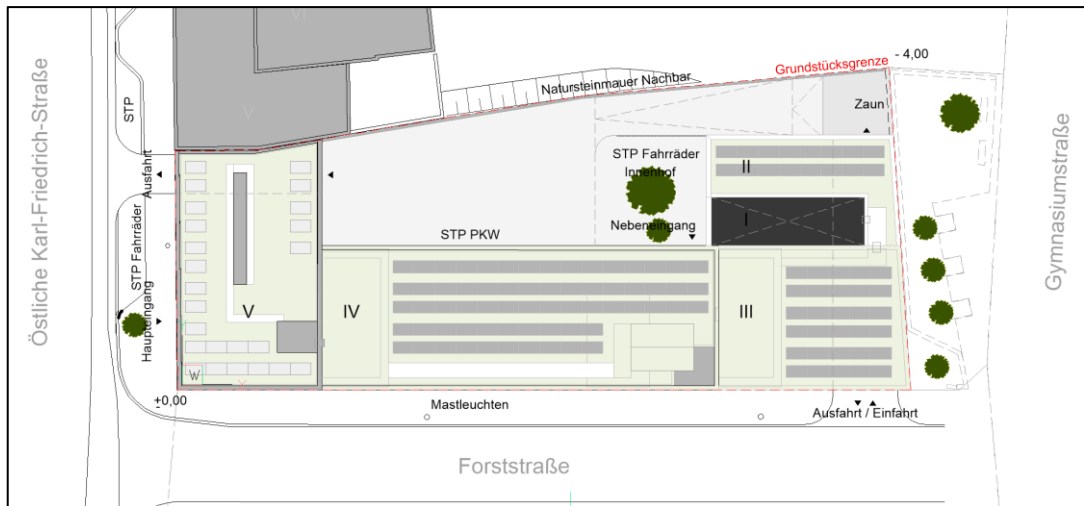 VI
V
- 4,00
Grundstücksgrenze
Natursteinmauer Nachbar
Zaun
STP
Östliche Karl-Friedrich-Straße
Gymnasiumstraße
Ausfahrt
STP Fahrräder
Innenhof
II
I
Nebeneingang
STP PKW
STP Fahrräder
Haupteingang
V
IV
III
W
X
±0,00
Mastleuchten
Ausfahrt / Einfahrt
Forststraße